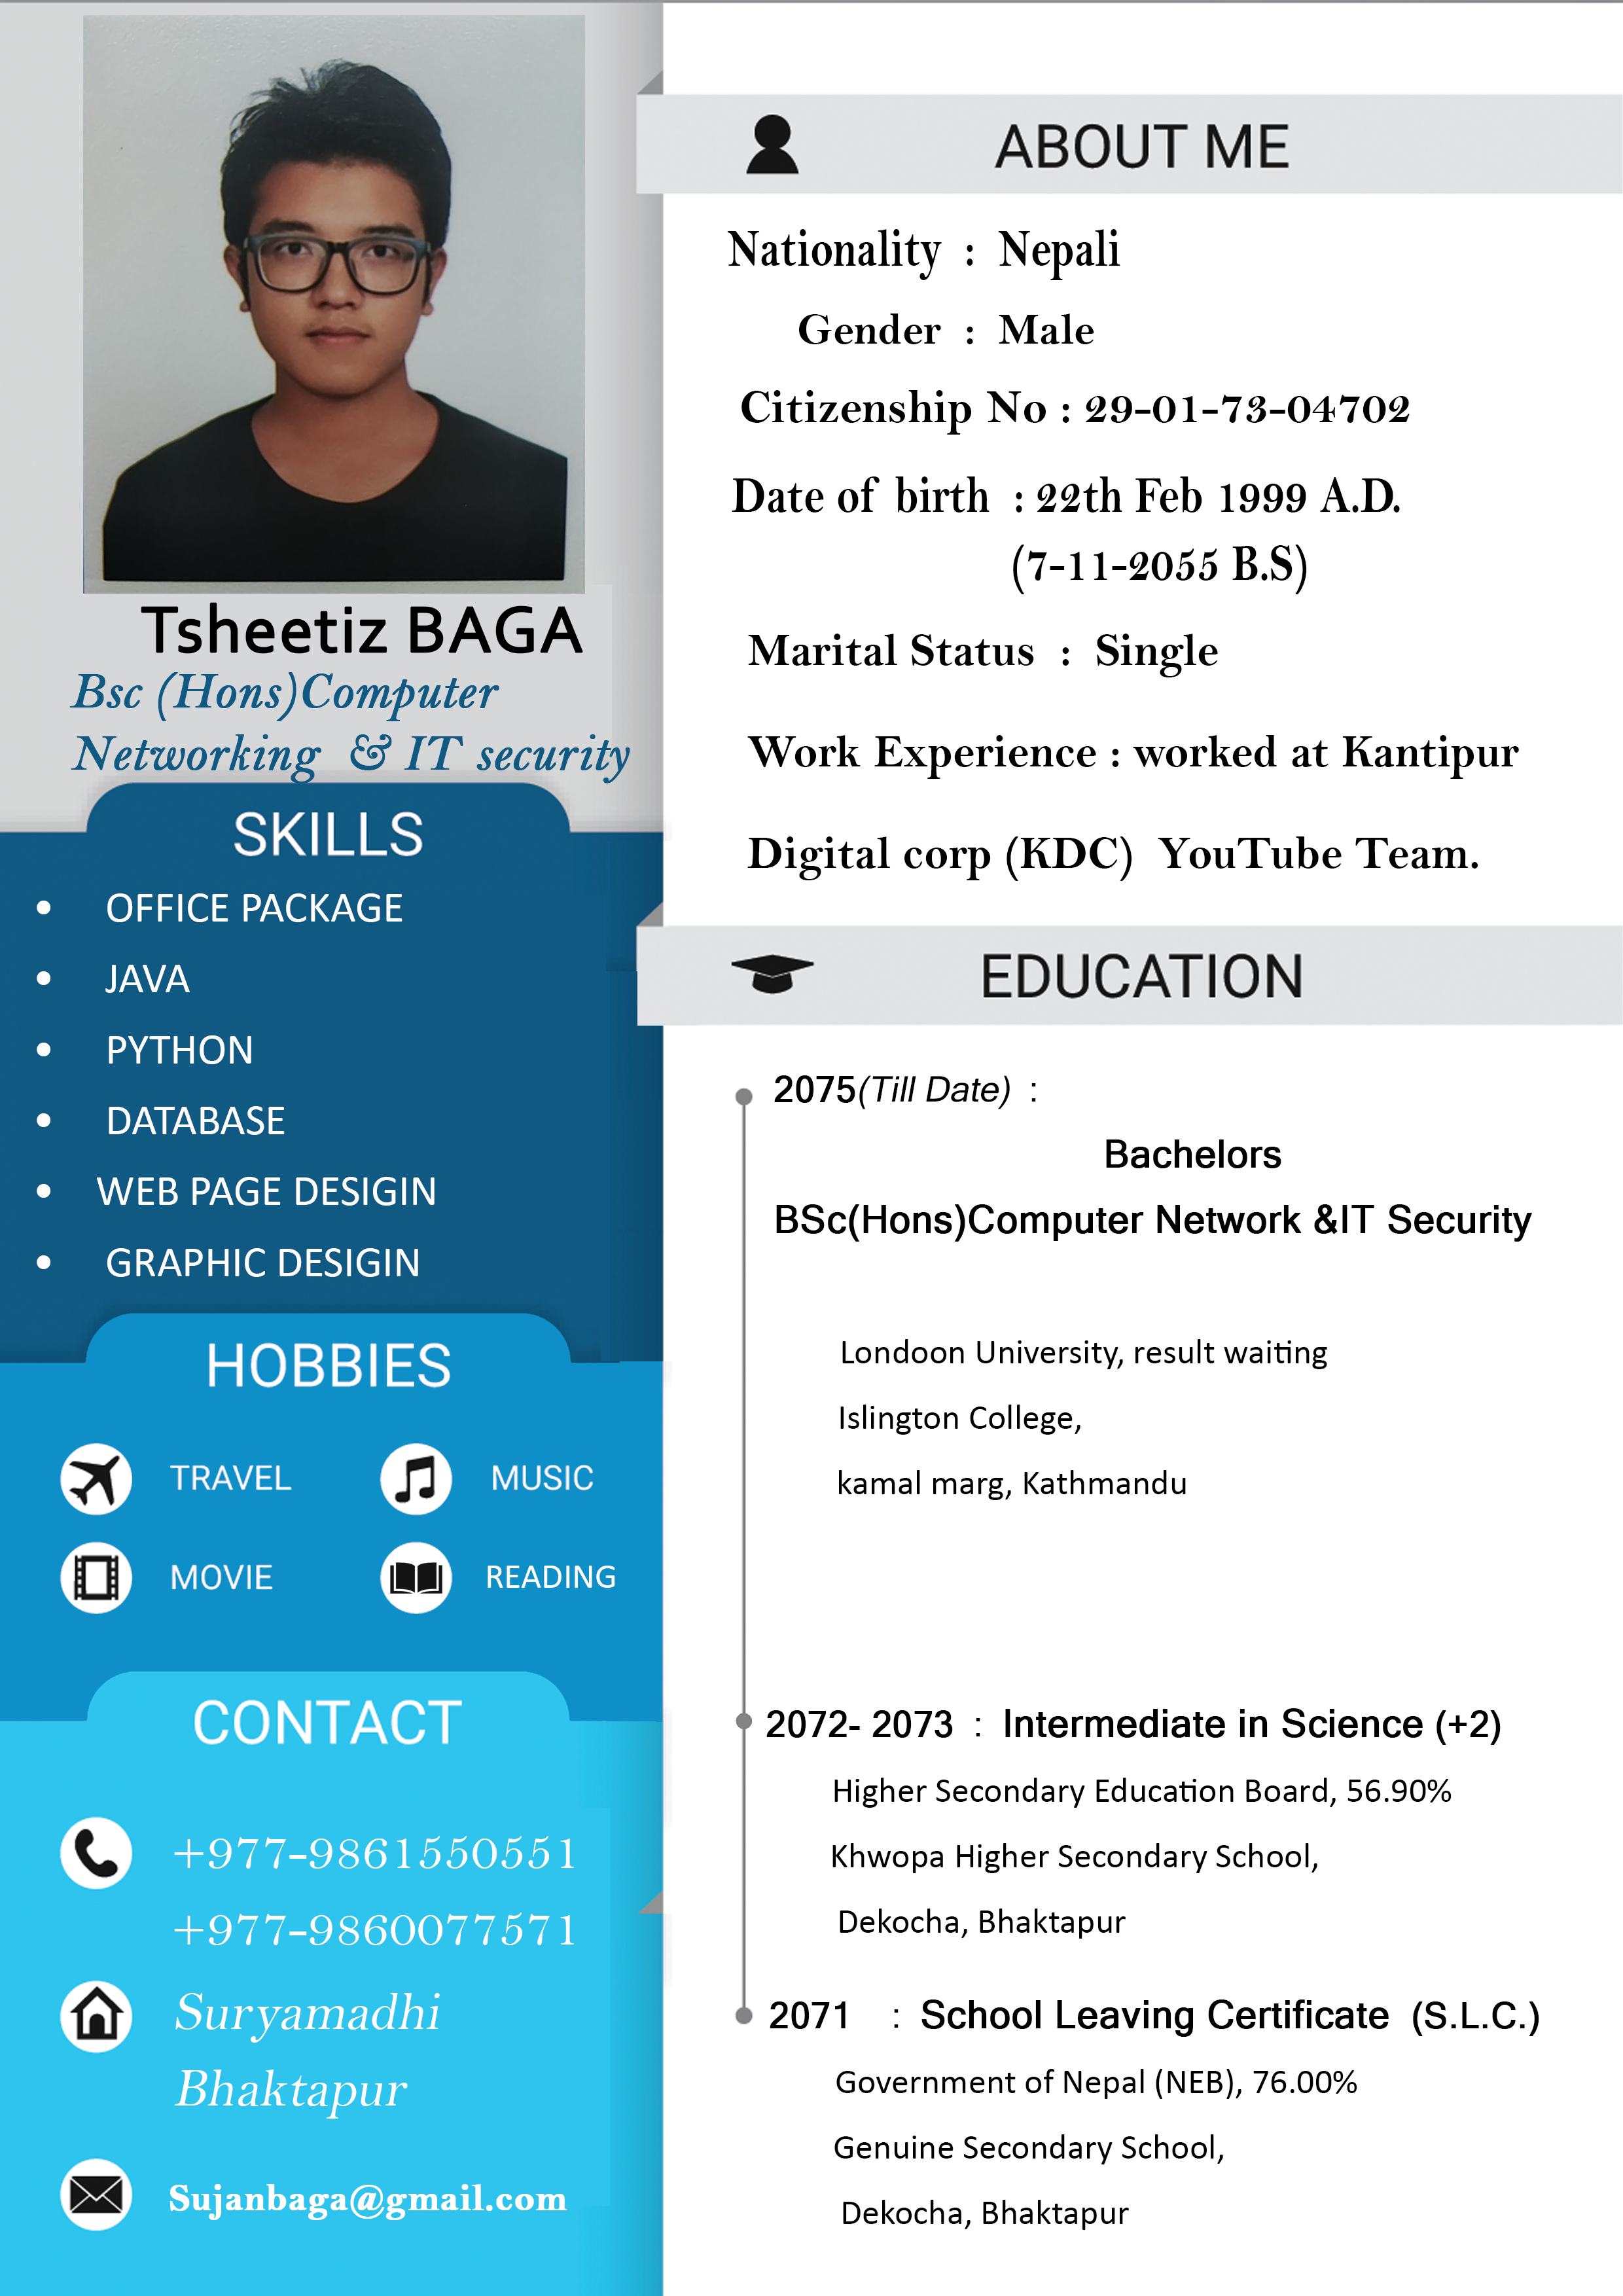 Tsheetiz BAGA
Bsc (Hons)Computer
Networking & IT security
SKILLS
• OFFICE PACKAGE
• JAVA
• PYTHON
• DATABASE
• WEB PAGE DESIGIN
• GRAPHIC DESIGIN
HOBBIES
TRAVEL
MUSIC
MOVIE
READING
CONTACT
+977-9861550551
+977-9860077571
Suryamadhi
Bhaktapur
Sujanbaga@gmail.com
ABOUT ME
Nationality : Nepali
Gender : Male
Citizenship No : 29-01-73-04702
Date of birth : 22th Feb 1999 A.D.
(7-11-2055 B.S)
Marital Status : Single
Work Experience : worked at Kantipur
Digital corp (KDC) YouTube Team.
EDUCATION
2075(Till Date) :
Bachelors
BSc(Hons)Computer Network &IT Security
Londoon University, result waiting
Islington College,
kamal marg, Kathmandu
2072- 2073 : Intermediate in Science (+2)
Higher Secondary Education Board, 56.90%
Khwopa Higher Secondary School,
Dekocha, Bhaktapur
2071 : School Leaving Certificate (S.L.C.)
Government of Nepal (NEB), 76.00%
Genuine Secondary School,
Dekocha, Bhaktapur